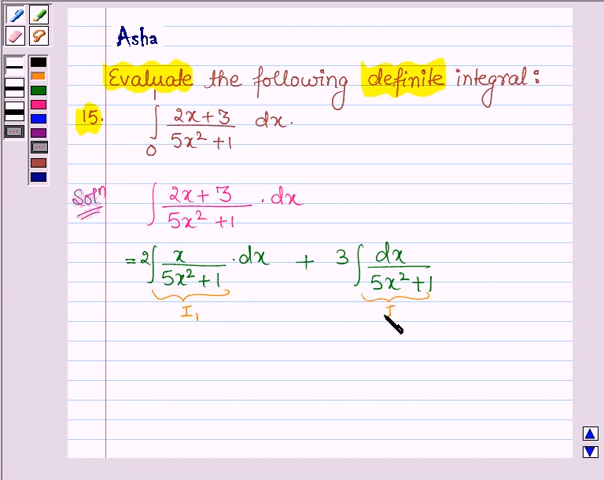 Asha
Evaluate the following definite integral:
15. ∫₀¹ (2x+3)/(5x²+1) dx.
Solⁿ ∫ (2x+3)/(5x²+1) . dx
= 2∫ x/(5x²+1) . dx + 3∫ dx/(5x²+1)
I₁ I